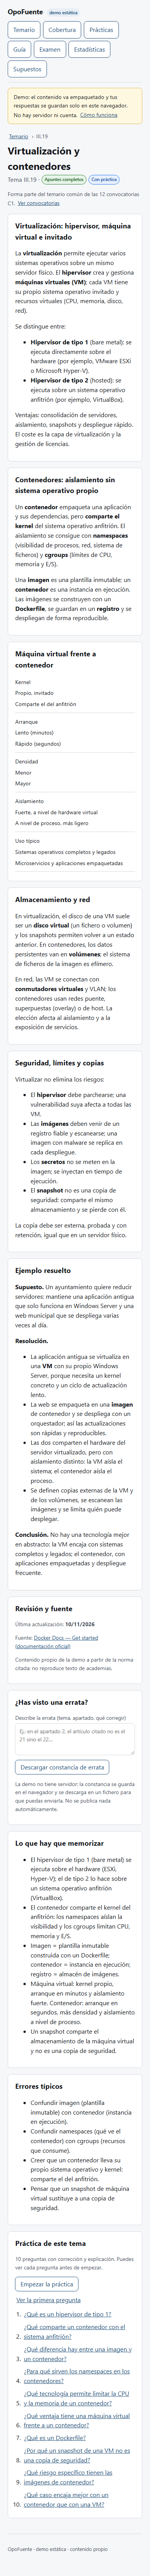 OpoFuente demo estática
Temario Cobertura Prácticas
Guía Examen Estadísticas
Supuestos
Demo: el contenido va empaquetado y tus
respuestas se guardan solo en este navegador.
No hay servidor ni cuenta. Cómo funciona
Temario › III.19
Virtualización y
contenedores
Tema III.19 · Apuntes completos Con práctica
Forma parte del temario común de las 12 convocatorias
C1. Ver convocatorias
Virtualización: hipervisor, máquina
virtual e invitado
La virtualización permite ejecutar varios
sistemas operativos sobre un mismo
servidor físico. El hipervisor crea y gestiona
máquinas virtuales (VM); cada VM tiene
su propio sistema operativo invitado y
recursos virtuales (CPU, memoria, disco,
red).
Se distingue entre:
• Hipervisor de tipo 1 (bare metal): se
ejecuta directamente sobre el
hardware (por ejemplo, VMware ESXi
o Microsoft Hyper-V).
• Hipervisor de tipo 2 (hosted): se
ejecuta sobre un sistema operativo
anfitrión (por ejemplo, VirtualBox).
Ventajas: consolidación de servidores,
aislamiento, snapshots y despliegue rápido.
El coste es la capa de virtualización y la
gestión de licencias.
Contenedores: aislamiento sin
sistema operativo propio
Un contenedor empaqueta una aplicación
y sus dependencias, pero comparte el
kernel del sistema operativo anfitrión. El
aislamiento se consigue con namespaces
(visibilidad de procesos, red, sistema de
ficheros) y cgroups (límites de CPU,
memoria y E/S).
Una imagen es una plantilla inmutable; un
contenedor es una instancia en ejecución.
Las imágenes se construyen con un
Dockerfile, se guardan en un registro y se
despliegan de forma reproducible.
Máquina virtual frente a
contenedor
Kernel
Propio, invitado
Comparte el del anfitrión
Arranque
Lento (minutos)
Rápido (segundos)
Densidad
Menor
Mayor
Aislamiento
Fuerte, a nivel de hardware virtual
A nivel de proceso, más ligero
Uso típico
Sistemas operativos completos y legados
Microservicios y aplicaciones empaquetadas
Almacenamiento y red
En virtualización, el disco de una VM suele
ser un disco virtual (un fichero o volumen)
y los snapshots permiten volver a un estado
anterior. En contenedores, los datos
persistentes van en volúmenes: el sistema
de ficheros de la imagen es efímero.
En red, las VM se conectan con
conmutadores virtuales y VLAN; los
contenedores usan redes puente,
superpuestas (overlay) o de host. La
elección afecta al aislamiento y a la
exposición de servicios.
Seguridad, límites y copias
Virtualizar no elimina los riesgos:
• El hipervisor debe parchearse; una
vulnerabilidad suya afecta a todas las
VM.
• Las imágenes deben venir de un
registro fiable y escanearse; una
imagen con malware se replica en
cada despliegue.
• Los secretos no se meten en la
imagen; se inyectan en tiempo de
ejecución.
• El snapshot no es una copia de
seguridad: comparte el mismo
almacenamiento y se pierde con él.
La copia debe ser externa, probada y con
retención, igual que en un servidor físico.
Ejemplo resuelto
Supuesto. Un ayuntamiento quiere reducir
servidores: mantiene una aplicación antigua
que solo funciona en Windows Server y una
web municipal que se despliega varias
veces al día.
Resolución.
• La aplicación antigua se virtualiza en
una VM con su propio Windows
Server, porque necesita un kernel
concreto y un ciclo de actualización
lento.
• La web se empaqueta en una imagen
de contenedor y se despliega con un
orquestador: así las actualizaciones
son rápidas y reproducibles.
• Las dos comparten el hardware del
servidor virtualizado, pero con
aislamiento distinto: la VM aísla el
sistema; el contenedor aísla el
proceso.
• Se definen copias externas de la VM y
de los volúmenes, se escanean las
imágenes y se limita quién puede
desplegar.
Conclusión. No hay una tecnología mejor
en abstracto: la VM encaja con sistemas
completos y legados; el contenedor, con
aplicaciones empaquetadas y despliegue
frecuente.
Revisión y fuente
Última actualización: 10/11/2026
Fuente: Docker Docs — Get started
(documentación oficial)
Contenido propio de la demo a partir de la norma
citada: no reproduce texto de academias.
¿Has visto una errata?
Describe la errata (tema, apartado, qué corregir)
Ej.: en el apartado 2, el artículo citado no es el
21 sino el 22...
Descargar constancia de errata
La demo no tiene servidor: la constancia se guarda
en el navegador y se descarga en un fichero para
que puedas enviarla. No se publica nada
automáticamente.
Lo que hay que memorizar
• El hipervisor de tipo 1 (bare metal) se
ejecuta sobre el hardware (ESXi,
Hyper-V); el de tipo 2 lo hace sobre
un sistema operativo anfitrión
(VirtualBox).
• El contenedor comparte el kernel del
anfitrión: los namespaces aíslan la
visibilidad y los cgroups limitan CPU,
memoria y E/S.
• Imagen = plantilla inmutable
construida con un Dockerfile;
contenedor = instancia en ejecución;
registro = almacén de imágenes.
• Máquina virtual: kernel propio,
arranque en minutos y aislamiento
fuerte. Contenedor: arranque en
segundos, más densidad y aislamiento
a nivel de proceso.
• Un snapshot comparte el
almacenamiento de la máquina virtual
y no es una copia de seguridad.
Errores típicos
• Confundir imagen (plantilla
inmutable) con contenedor (instancia
en ejecución).
• Confundir namespaces (qué ve el
contenedor) con cgroups (recursos
que consume).
• Creer que un contenedor lleva su
propio sistema operativo y kernel:
comparte el del anfitrión.
• Pensar que un snapshot de máquina
virtual sustituye a una copia de
seguridad.
Práctica de este tema
10 preguntas con corrección y explicación. Puedes
ver cada pregunta antes de empezar.
Empezar la práctica
Ver la primera pregunta
1. ¿Qué es un hipervisor de tipo 1?
2. ¿Qué comparte un contenedor con el
sistema anfitrión?
3. ¿Qué diferencia hay entre una imagen y
un contenedor?
4. ¿Para qué sirven los namespaces en los
contenedores?
5. ¿Qué tecnología permite limitar la CPU
y la memoria de un contenedor?
6. ¿Qué ventaja tiene una máquina virtual
frente a un contenedor?
7. ¿Qué es un Dockerfile?
8. ¿Por qué un snapshot de una VM no es
una copia de seguridad?
9. ¿Qué riesgo específico tienen las
imágenes de contenedor?
10. ¿Qué caso encaja mejor con un
contenedor que con una VM?
OpoFuente · demo estática · contenido propio